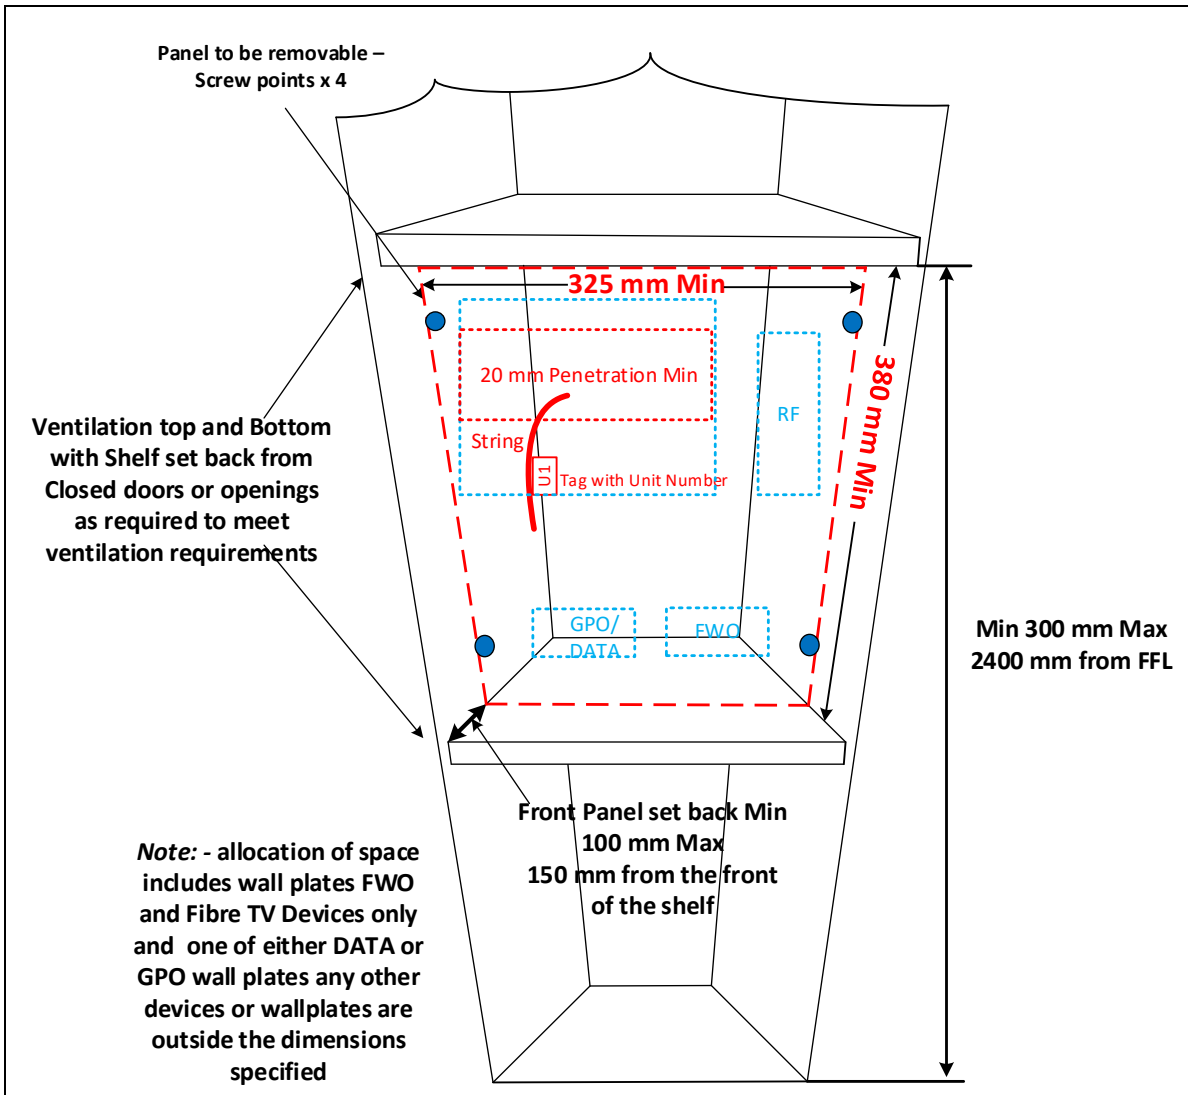 Panel to be removable –
Screw points x 4
325 mm Min
20 mm Penetration Min
RF
380 mm Min
String
U1
Tag with Unit Number
Ventilation top and Bottom
with Shelf set back from
Closed doors or openings
as required to meet
ventilation requirements
GPO/
DATA
FWO
Min 300 mm Max
2400 mm from FFL
Front Panel set back Min
100 mm Max
150 mm from the front
of the shelf
Note: - allocation of space
includes wall plates FWO
and Fibre TV Devices only
and one of either DATA or
GPO wall plates any other
devices or wallplates are
outside the dimensions
specified